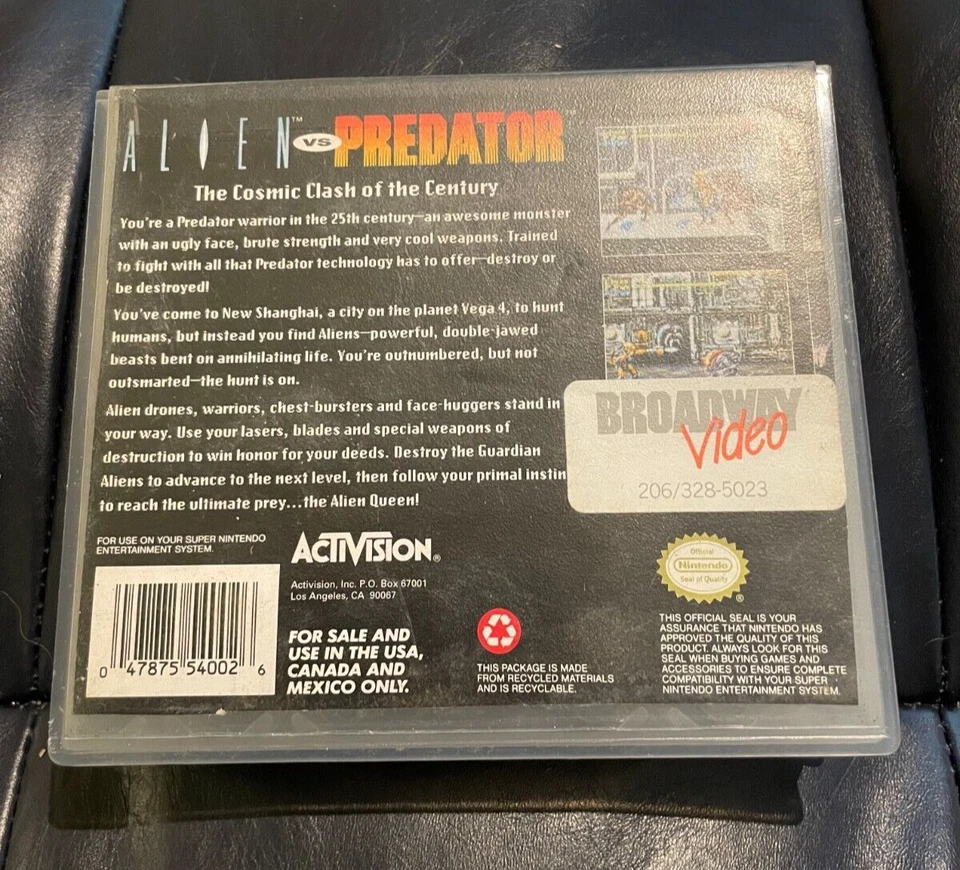 ALIEN™ VS PREDATOR
The Cosmic Clash of the Century
You're a Predator warrior in the 25th century—an awesome monster
with an ugly face, brute strength and very cool weapons. Trained
to fight with all that Predator technology has to offer—destroy or
be destroyed!
You've come to New Shanghai, a city on the planet Vega 4, to hunt
humans, but instead you find Aliens—powerful, double-jawed
beasts bent on annihilating life. You're outnumbered, but not
outsmarted—the hunt is on.
Alien drones, warriors, chest-bursters and face-huggers stand in
your way. Use your lasers, blades and special weapons of
destruction to win honor for your deeds. Destroy the Guardian
Aliens to advance to the next level, then follow your primal instin
to reach the ultimate prey...the Alien Queen!
BROADWAY
Video
206/328-5023
FOR USE ON YOUR SUPER NINTENDO
ENTERTAINMENT SYSTEM.
ACTIVISION®
Activision, Inc. P.O. Box 67001
Los Angeles, CA 90067
FOR SALE AND
USE IN THE USA,
CANADA AND
MEXICO ONLY.
0 47875 54002 6
THIS PACKAGE IS MADE
FROM RECYCLED MATERIALS
AND IS RECYCLABLE.
Official
Nintendo
Seal of Quality
®
THIS OFFICIAL SEAL IS YOUR
ASSURANCE THAT NINTENDO HAS
APPROVED THE QUALITY OF THIS
PRODUCT. ALWAYS LOOK FOR THIS
SEAL WHEN BUYING GAMES AND
ACCESSORIES TO ENSURE COMPLETE
COMPATIBILITY WITH YOUR SUPER
NINTENDO ENTERTAINMENT SYSTEM.